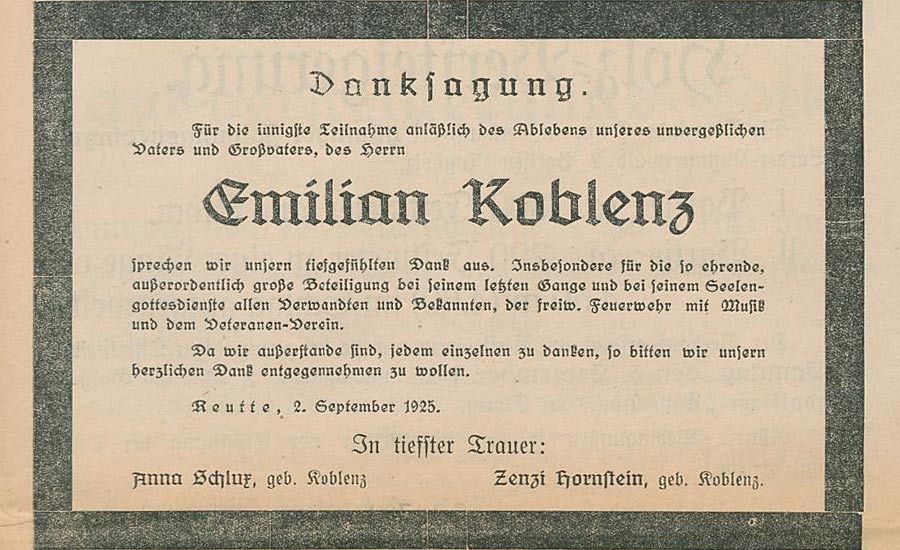 Danksagung.
Für die innigste Teilnahme anläßlich des Ablebens unseres unvergeßlichen
Vaters und Großvaters, des Herrn
Emilian Koblenz
sprechen wir unsern tiefgefühlten Dank aus. Insbesondere für die so ehrende,
außerordentlich große Beteiligung bei seinem letzten Gange und bei seinem Seelen-
gottesdienste allen Verwandten und Bekannten, der freiw. Feuerwehr mit Musik
und dem Veteranen-Verein.
Da wir außerstande sind, jedem einzelnen zu danken, so bitten wir unsern
herzlichen Dank entgegennehmen zu wollen.
Reutte, 2. September 1925.
In tiefster Trauer:
Anna Schlux, geb. Koblenz
Zenzi Hornstein, geb. Koblenz.